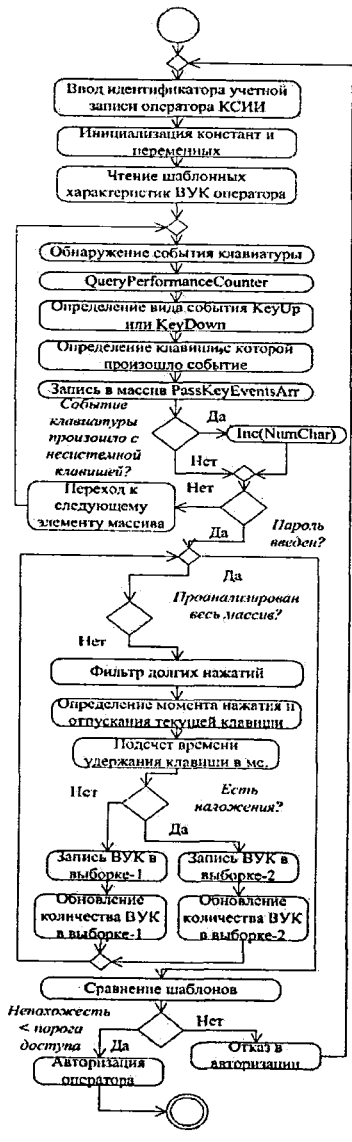 Ввод идентификатора учетной
записи оператора КСИИ
Инициализация констант и
переменных
Чтение шаблонных
характеристик ВУК оператора
Обнаружение события клавиатуры
QueryPerformanceCounter
Определение вида события KeyUp
или KeyDown
Определение клавиши,с которой
произошло событие
Запись в массив PassKeyEventsArr
Событие
клавиатуры
произошло с
несистемной
клавишей?
Да
Inc(NumChar)
Нет
Нет
Переход к
следующему
элементу массива
Да
Пароль
введен?
Да
Проанализирован
весь массив?
Нет
Фильтр долгих нажатий
Определение момента нажатия и
отпускания текущей клавиши
Подсчет времени
удержания клавиши в мс.
Нет
Есть
наложения?
Да
Запись ВУК в
выборке-1
Запись ВУК в
выборке-2
Обновление
количества ВУК
в выборке-1
Обновление
количества ВУК
в выборке-2
Сравнение шаблонов
Непохожесть
< порога
доступа
Нет
Да
Отказ в
авторизации
Авторизация
оператора